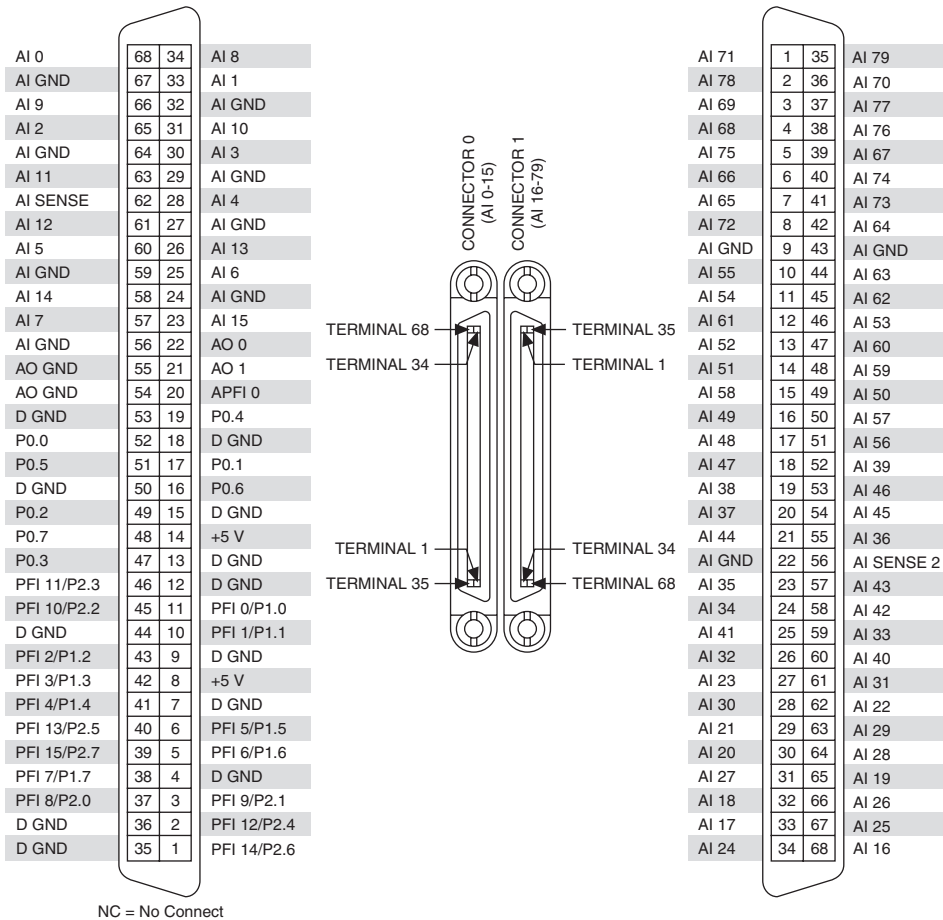 AI 0 68 34 AI 8
AI GND 67 33 AI 1
AI 9 66 32 AI GND
AI 2 65 31 AI 10
AI GND 64 30 AI 3
AI 11 63 29 AI GND
AI SENSE 62 28 AI 4
AI 12 61 27 AI GND
AI 5 60 26 AI 13
AI GND 59 25 AI 6
AI 14 58 24 AI GND
AI 7 57 23 AI 15
AI GND 56 22 AO 0
AO GND 55 21 AO 1
AO GND 54 20 APFI 0
D GND 53 19 P0.4
P0.0 52 18 D GND
P0.5 51 17 P0.1
D GND 50 16 P0.6
P0.2 49 15 D GND
P0.7 48 14 +5 V
P0.3 47 13 D GND
PFI 11/P2.3 46 12 D GND
PFI 10/P2.2 45 11 PFI 0/P1.0
D GND 44 10 PFI 1/P1.1
PFI 2/P1.2 43 9 D GND
PFI 3/P1.3 42 8 +5 V
PFI 4/P1.4 41 7 D GND
PFI 13/P2.5 40 6 PFI 5/P1.5
PFI 15/P2.7 39 5 PFI 6/P1.6
PFI 7/P1.7 38 4 D GND
PFI 8/P2.0 37 3 PFI 9/P2.1
D GND 36 2 PFI 12/P2.4
D GND 35 1 PFI 14/P2.6
NC = No Connect
CONNECTOR 0
(AI 0-15)
CONNECTOR 1
(AI 16-79)
TERMINAL 68
TERMINAL 34
TERMINAL 35
TERMINAL 1
TERMINAL 1
TERMINAL 35
TERMINAL 34
TERMINAL 68
AI 71 1 35 AI 79
AI 78 2 36 AI 70
AI 69 3 37 AI 77
AI 68 4 38 AI 76
AI 75 5 39 AI 67
AI 66 6 40 AI 74
AI 65 7 41 AI 73
AI 72 8 42 AI 64
AI GND 9 43 AI GND
AI 55 10 44 AI 63
AI 54 11 45 AI 62
AI 61 12 46 AI 53
AI 52 13 47 AI 60
AI 51 14 48 AI 59
AI 58 15 49 AI 50
AI 49 16 50 AI 57
AI 48 17 51 AI 56
AI 47 18 52 AI 39
AI 38 19 53 AI 46
AI 37 20 54 AI 45
AI 44 21 55 AI 36
AI GND 22 56 AI SENSE 2
AI 35 23 57 AI 43
AI 34 24 58 AI 42
AI 41 25 59 AI 33
AI 32 26 60 AI 40
AI 23 27 61 AI 31
AI 30 28 62 AI 22
AI 21 29 63 AI 29
AI 20 30 64 AI 28
AI 27 31 65 AI 19
AI 18 32 66 AI 26
AI 17 33 67 AI 25
AI 24 34 68 AI 16